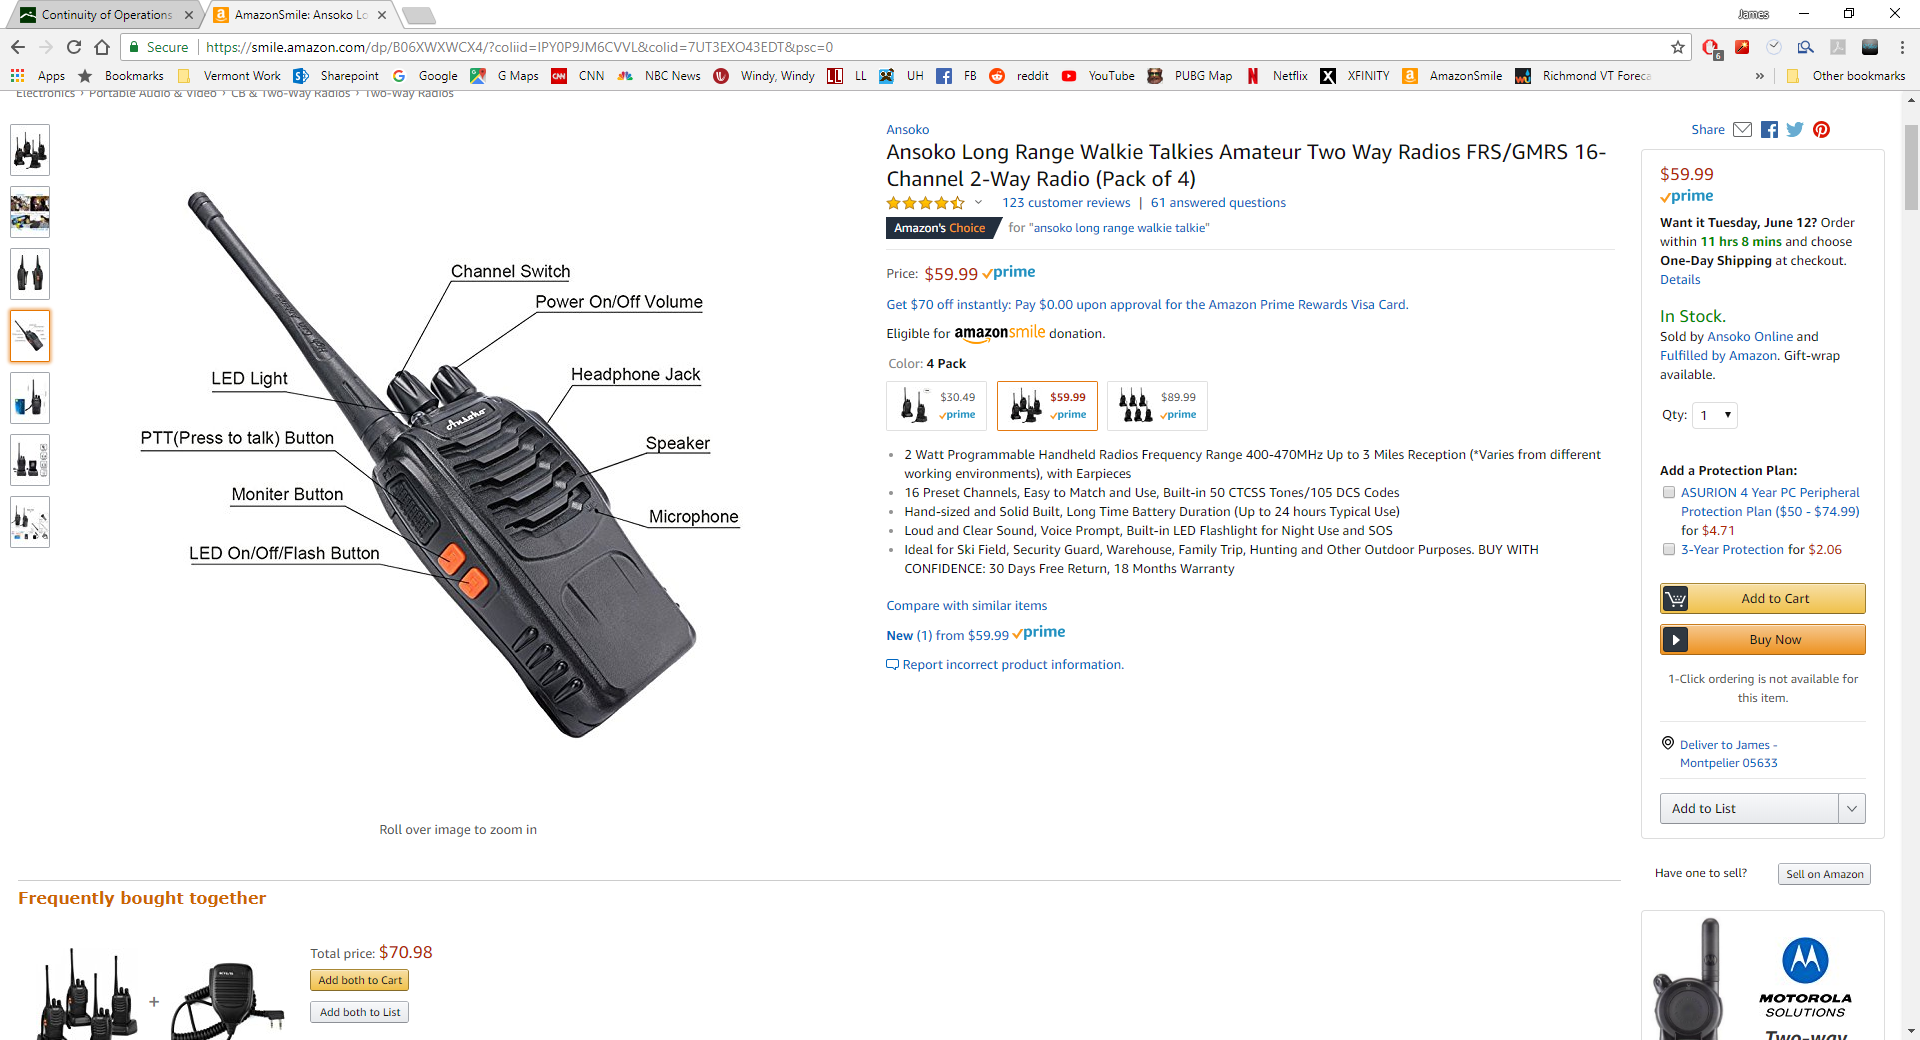 Continuity of Operations
AmazonSmile: Ansoko Lo
James
Secure
https://smile.amazon.com/dp/B06XWXWCX4/?coliid=IPY0P9JM6CVVL&colid=7UT3EXO43EDT&psc=0
6
Apps
Bookmarks
Vermont Work
Sharepoint
Google
G Maps
CNN
NBC News
Windy, Windy
LL
UH
FB
reddit
YouTube
PUBG Map
Netflix
XFINITY
AmazonSmile
Richmond VT Foreca
»
Other bookmarks
Electronics › Portable Audio & Video › CB & Two-Way Radios › Two-Way Radios
Channel Switch
Power On/Off Volume
LED Light
Headphone Jack
PTT(Press to talk) Button
Speaker
Moniter Button
Microphone
LED On/Off/Flash Button
Ansoko
Roll over image to zoom in
Ansoko
Ansoko Long Range Walkie Talkies Amateur Two Way Radios FRS/GMRS 16-
Channel 2-Way Radio (Pack of 4)
123 customer reviews | 61 answered questions
Amazon's Choice for "ansoko long range walkie talkie"
Price: $59.99 prime
Get $70 off instantly: Pay $0.00 upon approval for the Amazon Prime Rewards Visa Card.
Eligible for amazonsmile donation.
Color: 4 Pack
$30.49
prime
$59.99
prime
$89.99
prime
• 2 Watt Programmable Handheld Radios Frequency Range 400-470MHz Up to 3 Miles Reception (*Varies from different
working environments), with Earpieces
• 16 Preset Channels, Easy to Match and Use, Built-in 50 CTCSS Tones/105 DCS Codes
• Hand-sized and Solid Built, Long Time Battery Duration (Up to 24 hours Typical Use)
• Loud and Clear Sound, Voice Prompt, Built-in LED Flashlight for Night Use and SOS
• Ideal for Ski Field, Security Guard, Warehouse, Family Trip, Hunting and Other Outdoor Purposes. BUY WITH
CONFIDENCE: 30 Days Free Return, 18 Months Warranty
Compare with similar items
New (1) from $59.99 prime
Report incorrect product information.
Share
$59.99
prime
Want it Tuesday, June 12? Order
within 11 hrs 8 mins and choose
One-Day Shipping at checkout.
Details
In Stock.
Sold by Ansoko Online and
Fulfilled by Amazon. Gift-wrap
available.
Qty: 1
Add a Protection Plan:
ASURION 4 Year PC Peripheral
Protection Plan ($50 - $74.99)
for $4.71
3-Year Protection for $2.06
Add to Cart
Buy Now
1-Click ordering is not available for
this item.
Deliver to James -
Montpelier 05633
Add to List
Have one to sell?
Sell on Amazon
Frequently bought together
+
Total price: $70.98
Add both to Cart
Add both to List
MOTOROLA
SOLUTIONS
Two-way